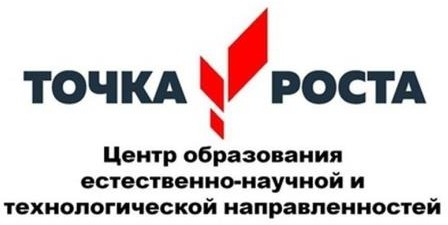 ТОЧКА РОСТА
Центр образования
естественно-научной и
технологической направленностей